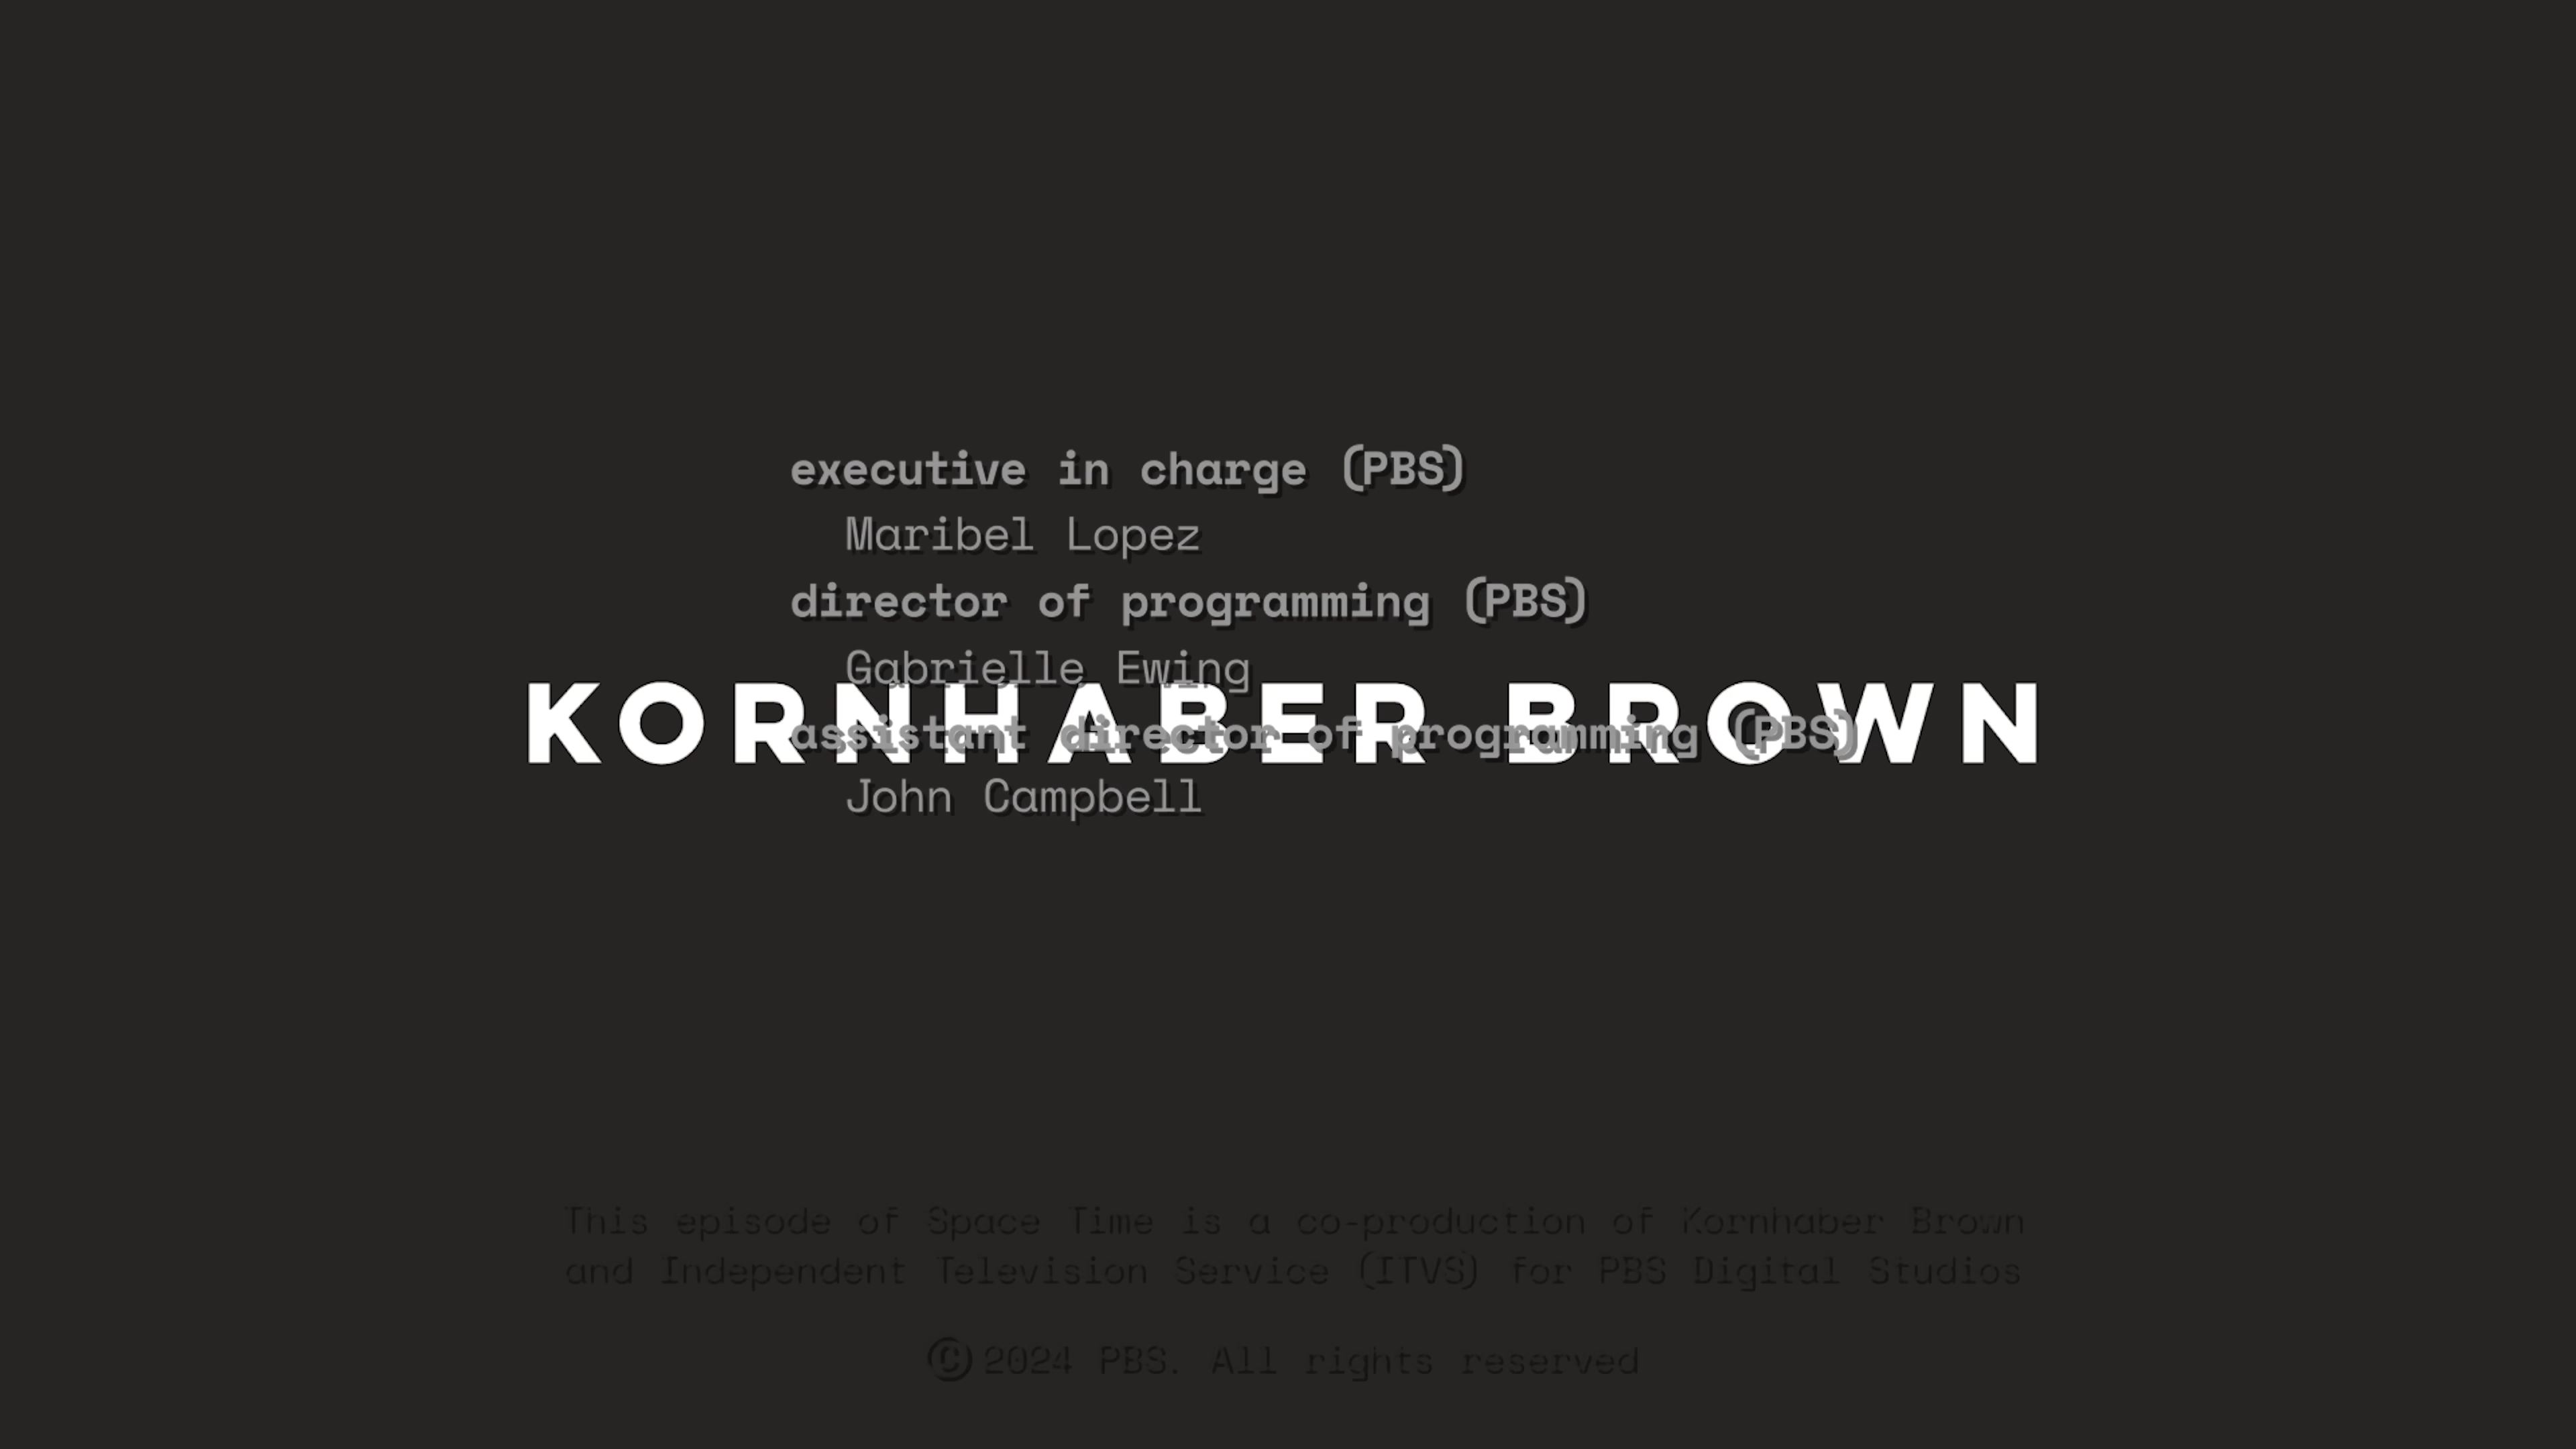 executive in charge (PBS)
Maribel Lopez
director of programming (PBS)
Gabrielle Ewing
KORNHABER BROWN
assistant director of programming (PBS)
John Campbell
This episode of Space Time is a co-production of Kornhaber Brown
and Independent Television Service (ITVS) for PBS Digital Studios
©2024 PBS. All rights reserved